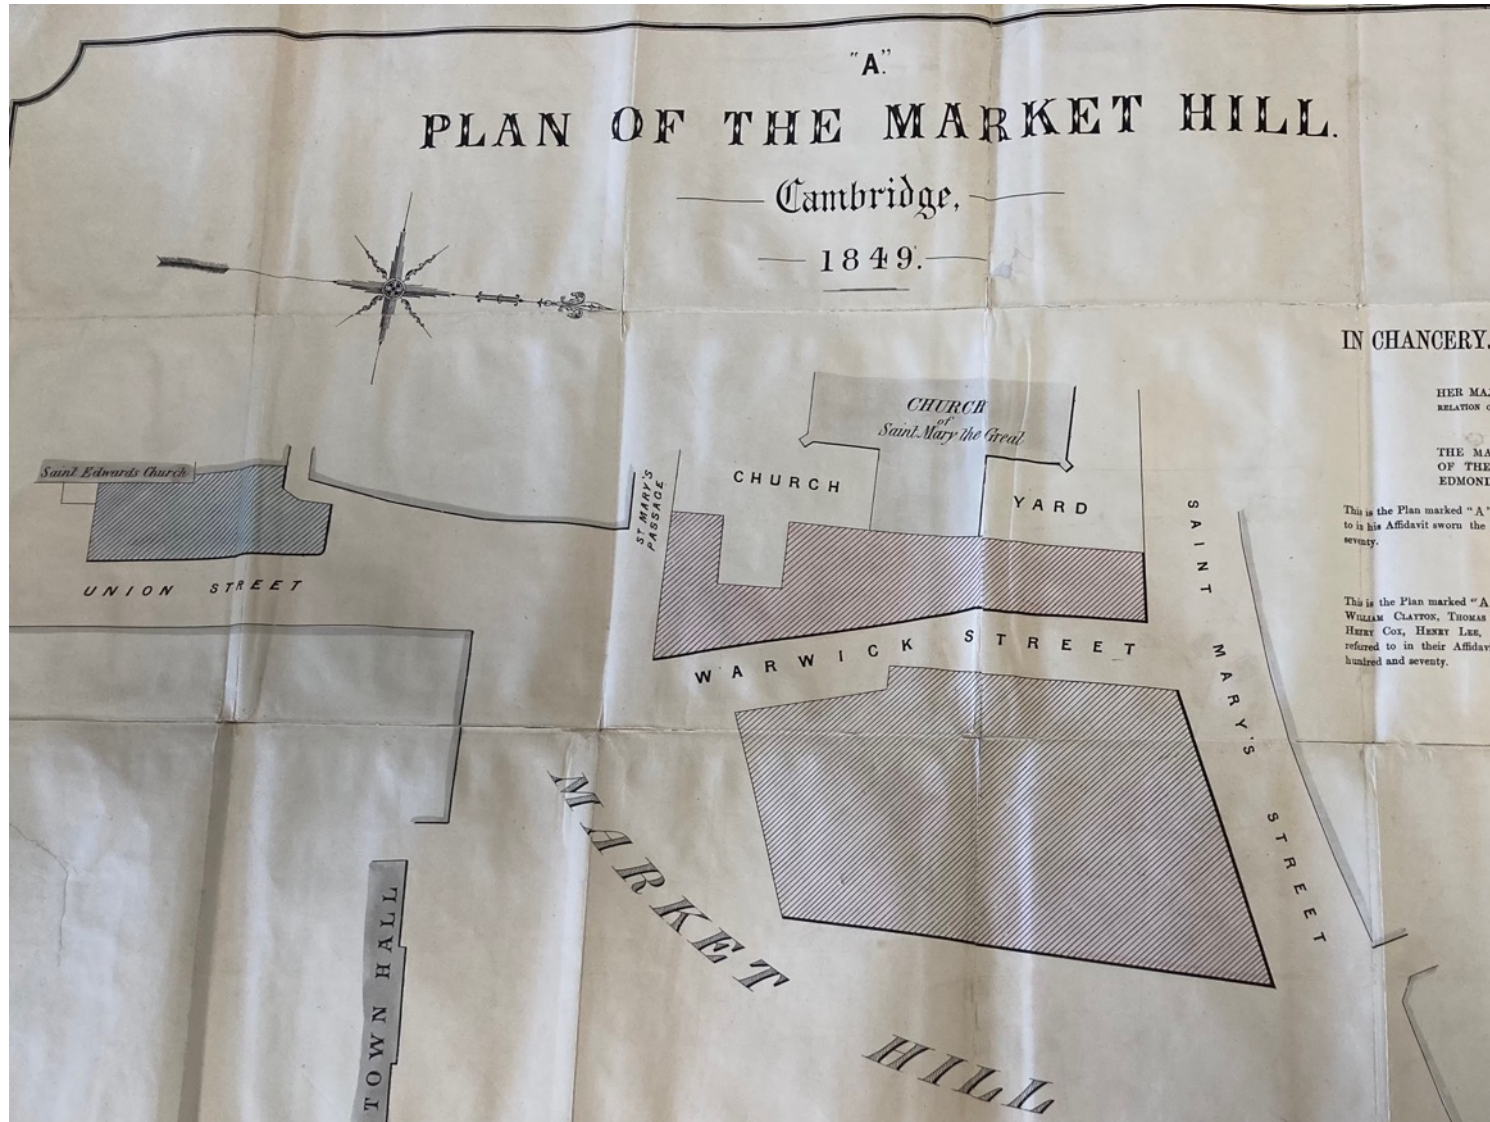 "A."
PLAN OF THE MARKET HILL.
Cambridge,
1849.
IN CHANCERY.
HER MA
RELATION
THE MA
OF THE
EDMOND
This is the Plan marked "A"
to in his Affidavit sworn the
seventy.
This is the Plan marked "A
WILLIAM CLAYTON, THOMAS
HENRY COX, HENRY LEE,
refured to in their Affidav
hundred and seventy.
CHURCH
of
Saint Mary the Great
CHURCH YARD
Saint Edwards Church
UNION STREET
ST MARY'S
PASSAGE
WARWICK STREET
SAINT MARY'S STREET
MARKET HILL
TOWN HALL